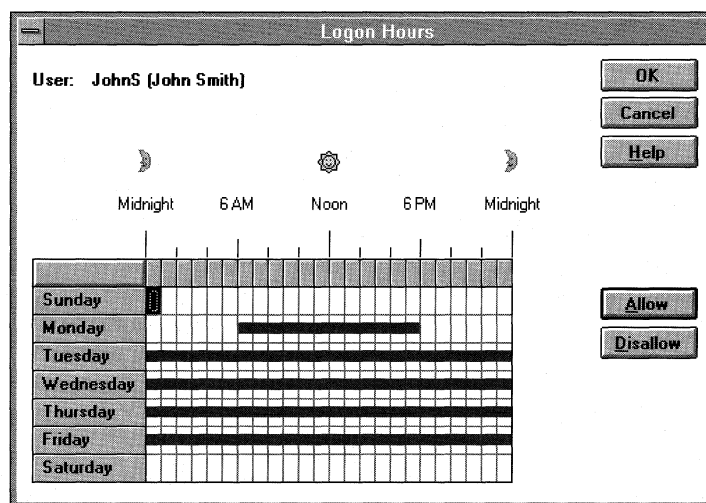 Logon Hours
User: JohnS (John Smith)
OK
Cancel
Help
Midnight 6 AM Noon 6 PM Midnight
Sunday
Allow
Monday
Tuesday
Disallow
Wednesday
Thursday
Friday
Saturday